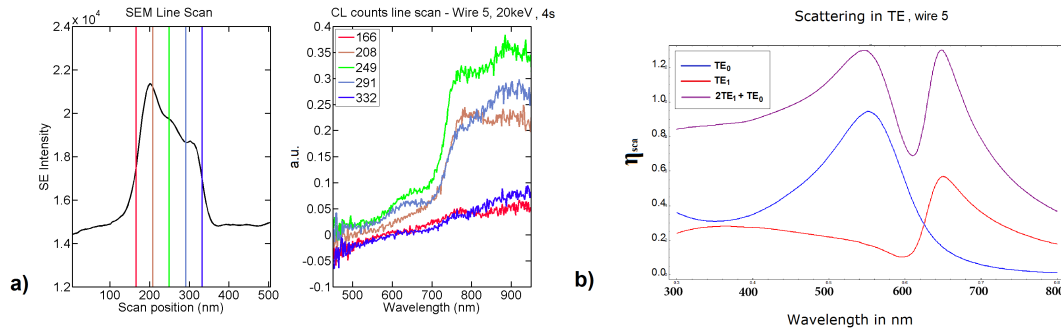 SEM Line Scan
2.4 x 10⁴
2.2
2
1.8
1.6
1.4
1.2
SE Intensity
0 100 200 300 400 500
Scan position (nm)
a)
CL counts line scan - Wire 5, 20keV , 4s
166
208
249
291
332
0.4
0.35
0.3
0.25
0.2
0.15
0.1
0.05
0
-0.05
-0.1
a.u.
500 600 700 800 900
Wavelength (nm)
Scattering in TE , wire 5
TE₀
TE₁
2TE₁ + TE₀
1.2
1.0
0.8
0.6
0.4
0.2
0.0
η sca
300 400 500 600 700 800
Wavelength in nm
b)